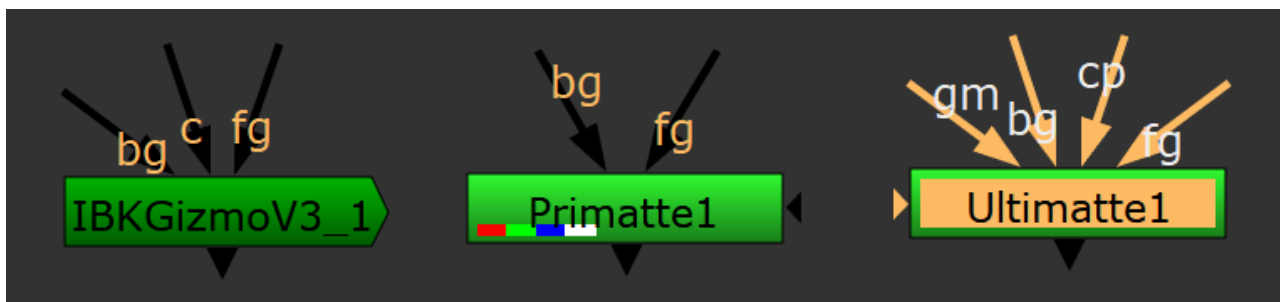 bg c fg
IBKGizmoV3_1
bg fg
Primatte1
gm bg cp fg
Ultimatte1